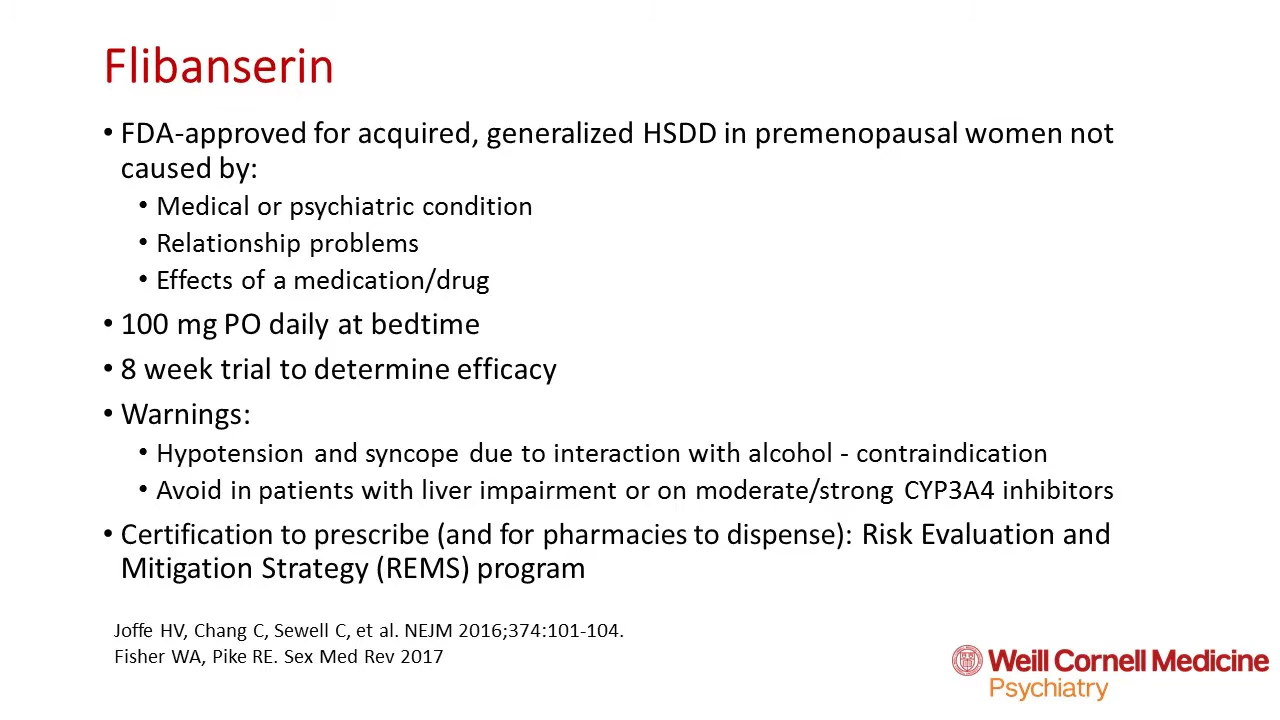 Flibanserin
• FDA-approved for acquired, generalized HSDD in premenopausal women not
caused by:
• Medical or psychiatric condition
• Relationship problems
• Effects of a medication/drug
• 100 mg PO daily at bedtime
• 8 week trial to determine efficacy
• Warnings:
• Hypotension and syncope due to interaction with alcohol - contraindication
• Avoid in patients with liver impairment or on moderate/strong CYP3A4 inhibitors
• Certification to prescribe (and for pharmacies to dispense): Risk Evaluation and
Mitigation Strategy (REMS) program
Joffe HV, Chang C, Sewell C, et al. NEJM 2016;374:101-104.
Fisher WA, Pike RE. Sex Med Rev 2017
Weill Cornell Medicine
Psychiatry